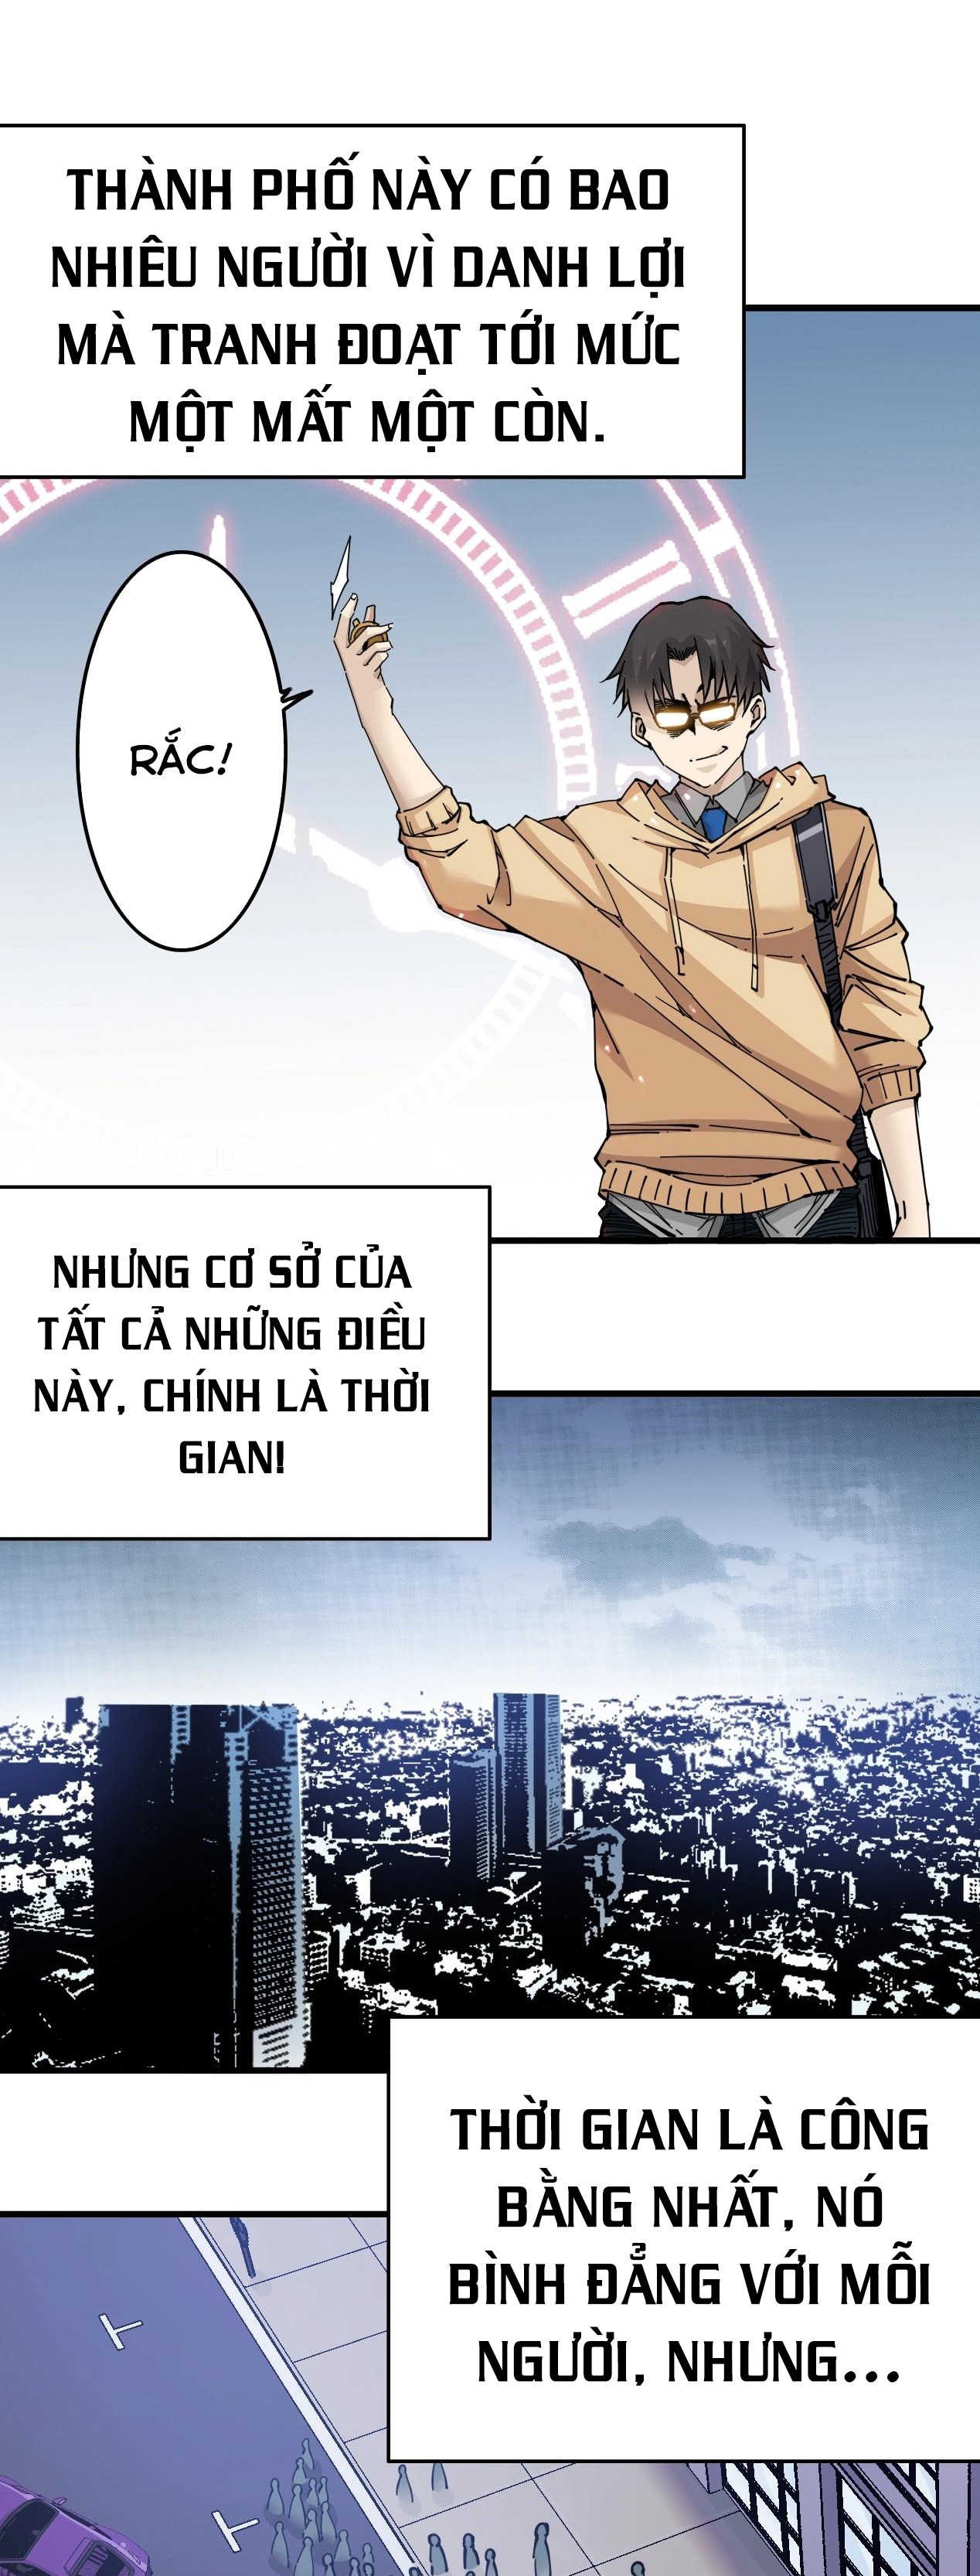 THÀNH PHỐ NÀY CÓ BAO
NHIÊU NGƯỜI VÌ DANH LỢI
MÀ TRANH ĐOẠT TỚI MỨC
MỘT MẤT MỘT CÒN.
RẮC!
NHƯNG CƠ SỞ CỦA
TẤT CẢ NHỮNG ĐIỀU
NÀY, CHÍNH LÀ THỜI
GIAN!
THỜI GIAN LÀ CÔNG
BẰNG NHẤT, NÓ
BÌNH ĐẲNG VỚI MỖI
NGƯỜI, NHƯNG...